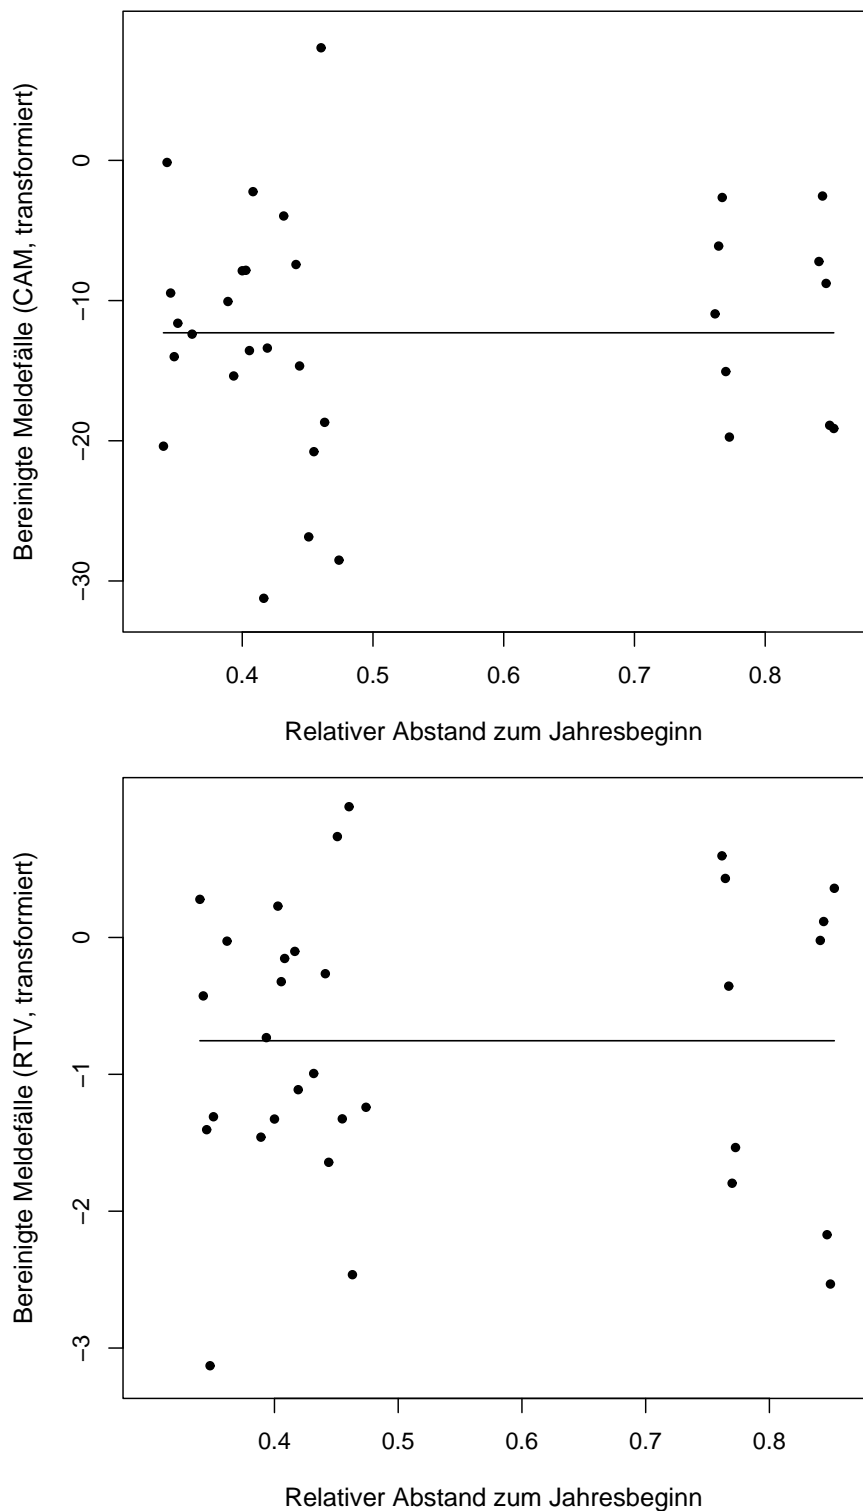 Bereinigte Meldefälle (CAM, transformiert)
0
−10
−20
−30
0.4 0.5 0.6 0.7 0.8
Relativer Abstand zum Jahresbeginn
Bereinigte Meldefälle (RTV, transformiert)
0
−1
−2
−3
0.4 0.5 0.6 0.7 0.8
Relativer Abstand zum Jahresbeginn